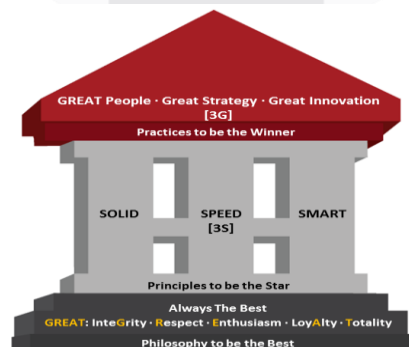 GREAT People · Great Strategy · Great Innovation
[3G]
Practices to be the Winner
SOLID SPEED SMART
[3S]
Principles to be the Star
Always The Best
GREAT: InteGrity · Respect · Enthusiasm · LoyAlty · Totality
Philosophy to be the Best